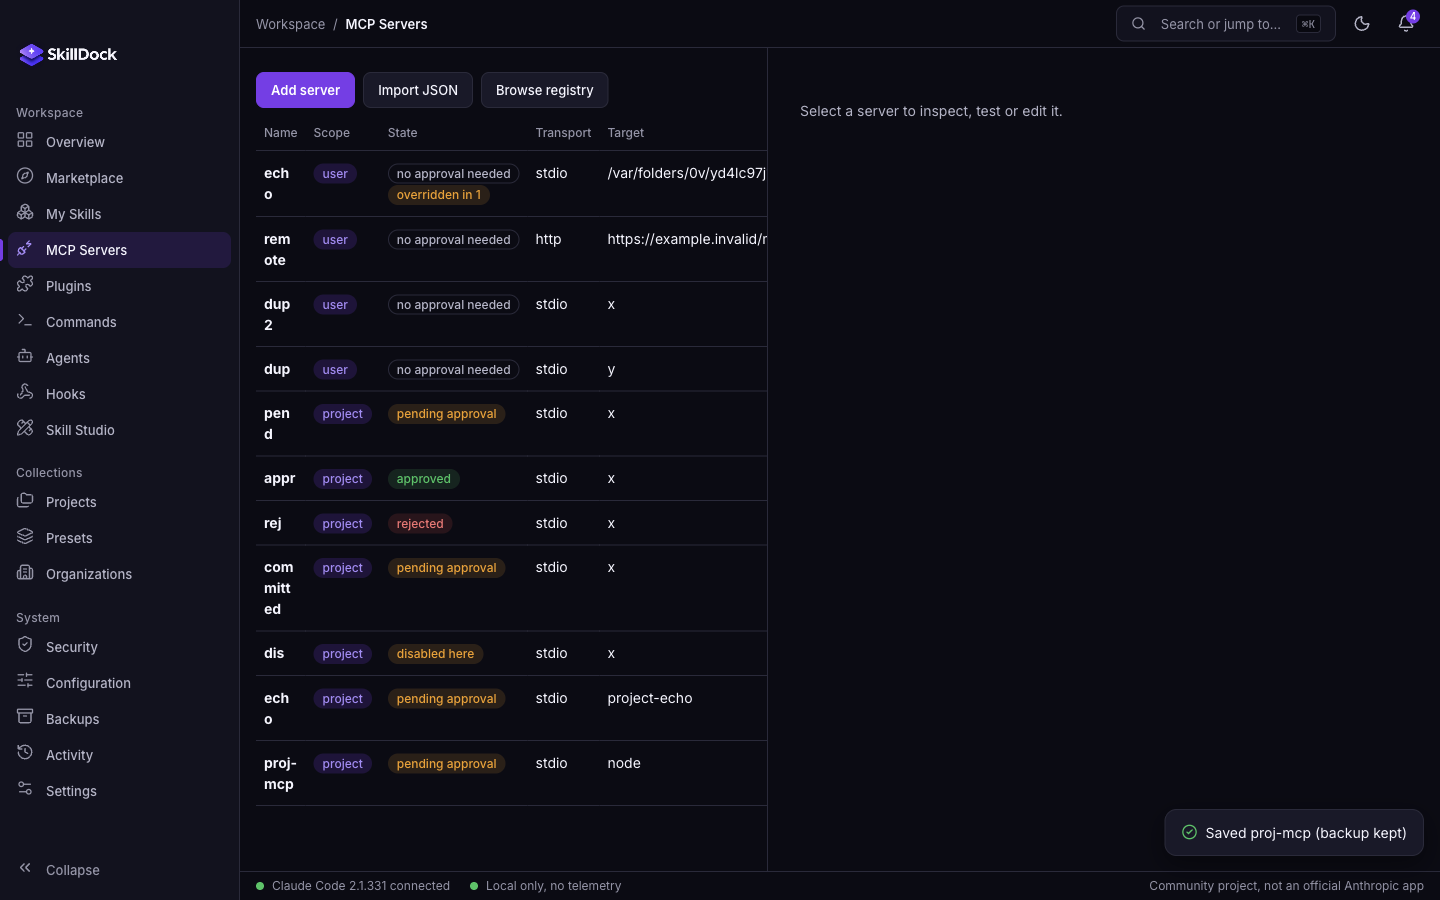 SkillDock
Workspace / MCP Servers
Search or jump to...
⌘K
4
Workspace
Overview
Marketplace
My Skills
MCP Servers
Plugins
Commands
Agents
Hooks
Skill Studio
Collections
Projects
Presets
Organizations
System
Security
Configuration
Backups
Activity
Settings
Collapse
Add server
Import JSON
Browse registry
Name Scope State Transport Target
ech
o
user
no approval needed
overridden in 1
stdio
/var/folders/0v/yd4lc97j
rem
ote
user
no approval needed
http
https://example.invalid/
dup
2
user
no approval needed
stdio
x
dup
user
no approval needed
stdio
y
pen
d
project
pending approval
stdio
x
appr
project
approved
stdio
x
rej
project
rejected
stdio
x
com
mitt
ed
project
pending approval
stdio
x
dis
project
disabled here
stdio
x
ech
o
project
pending approval
stdio
project-echo
proj-
mcp
project
pending approval
stdio
node
Select a server to inspect, test or edit it.
Saved proj-mcp (backup kept)
Claude Code 2.1.331 connected
Local only, no telemetry
Community project, not an official Anthropic app